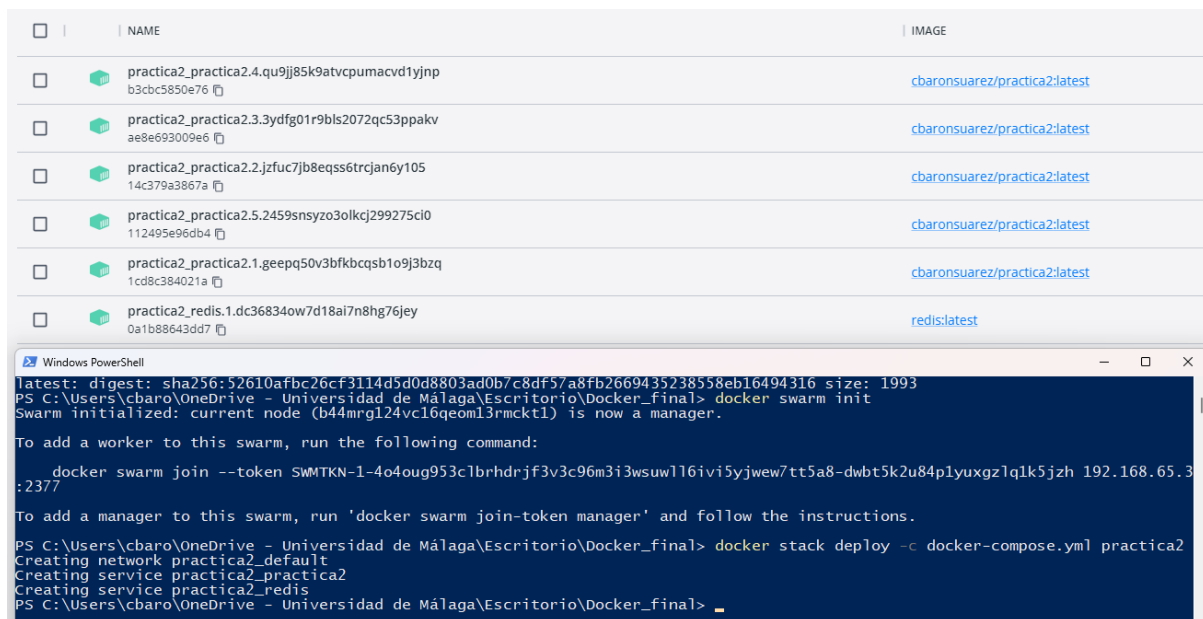 NAME IMAGE
practica2_practica2.4.qu9jj85k9atvcpumacvd1yjnp cbaronsuarez/practica2:latest
b3cbc5850e76
practica2_practica2.3.3ydfg01r9bls2072qc53ppakv cbaronsuarez/practica2:latest
ae8e693009e6
practica2_practica2.2.jzfuc7jb8eqss6trcjan6y105 cbaronsuarez/practica2:latest
14c379a3867a
practica2_practica2.5.2459snsyzo3olkcj299275ci0 cbaronsuarez/practica2:latest
112495e96db4
practica2_practica2.1.geepq50v3bfkbcqsb1o9j3bzq cbaronsuarez/practica2:latest
1cd8c384021a
practica2_redis.1.dc36834ow7d18ai7n8hg76jey redis:latest
0a1b88643dd7
Windows PowerShell
latest: digest: sha256:52610afbc26cf3114d5d0d8803ad0b7c8df57a8fb2669435238558eb16494316 size: 1993
PS C:\Users\cbaro\OneDrive - Universidad de Málaga\Escritorio\Docker_final> docker swarm init
Swarm initialized: current node (b44mrg124vc16qeom13rmckt1) is now a manager.
To add a worker to this swarm, run the following command:
docker swarm join --token SWMTKN-1-4o4oug953clbrhdrjf3v3c96m3i3wsuwll6ivi5yjwew7tt5a8-dwbt5k2u84p1yuxgzlq1k5jzh 192.168.65.3
:2377
To add a manager to this swarm, run 'docker swarm join-token manager' and follow the instructions.
PS C:\Users\cbaro\OneDrive - Universidad de Málaga\Escritorio\Docker_final> docker stack deploy -c docker-compose.yml practica2
Creating network practica2_default
Creating service practica2_practica2
Creating service practica2_redis
PS C:\Users\cbaro\OneDrive - Universidad de Málaga\Escritorio\Docker_final>